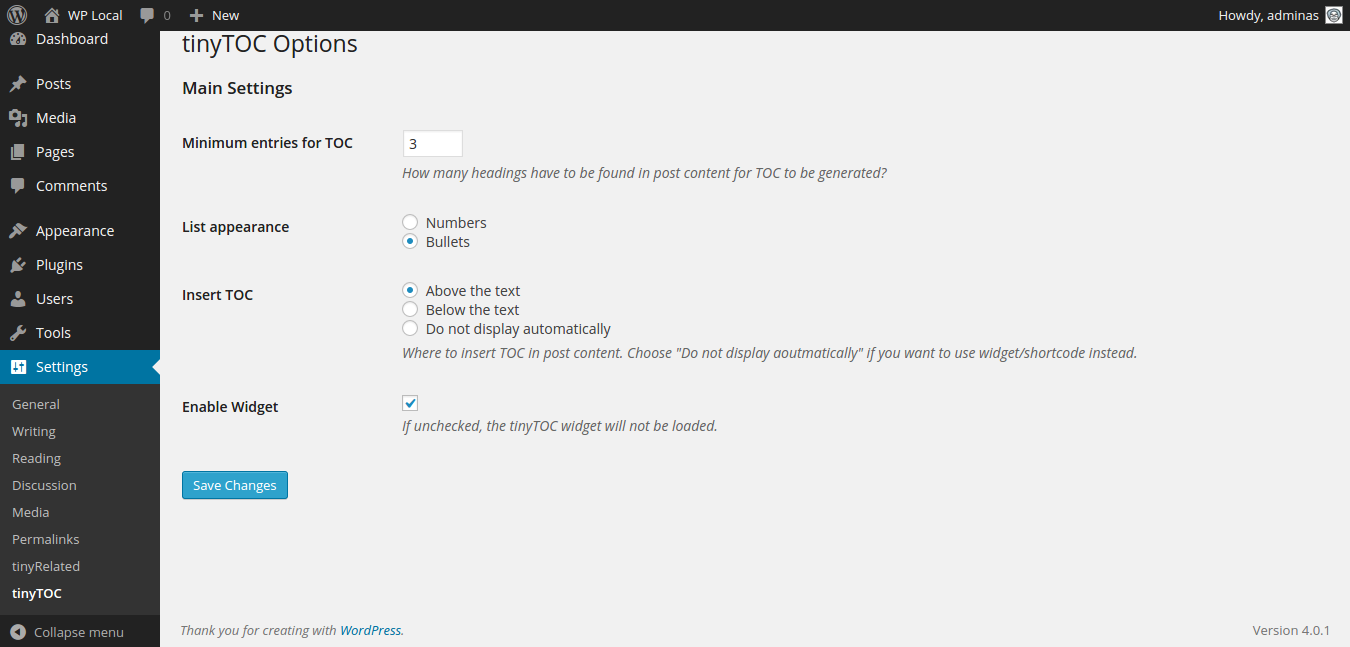 WP Local 0 New Howdy, adminas
Dashboard
Posts
Media
Pages
Comments
Appearance
Plugins
Users
Tools
Settings
General
Writing
Reading
Discussion
Media
Permalinks
tinyRelated
tinyTOC
Collapse menu
tinyTOC Options
Main Settings
Minimum entries for TOC 3
How many headings have to be found in post content for TOC to be generated?
List appearance
Numbers
Bullets
Insert TOC
Above the text
Below the text
Do not display automatically
Where to insert TOC in post content. Choose "Do not display aoutmatically" if you want to use widget/shortcode instead.
Enable Widget
If unchecked, the tinyTOC widget will not be loaded.
Save Changes
Thank you for creating with WordPress. Version 4.0.1